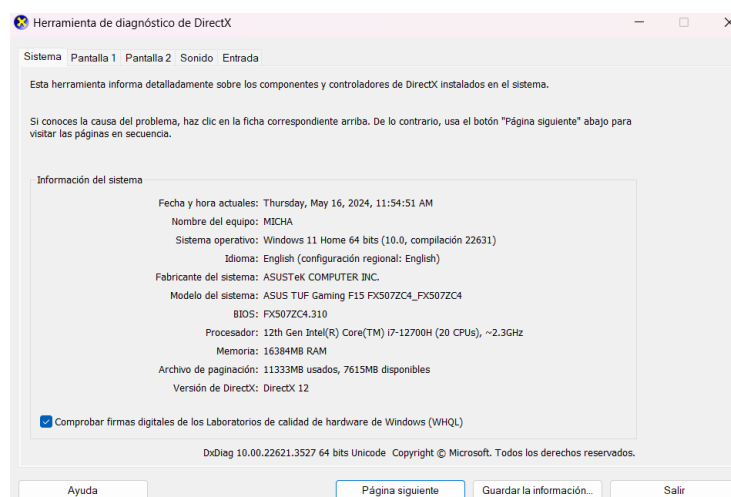 Herramienta de diagnóstico de DirectX
Sistema Pantalla 1 Pantalla 2 Sonido Entrada
Esta herramienta informa detalladamente sobre los componentes y controladores de DirectX instalados en el sistema.
Si conoces la causa del problema, haz clic en la ficha correspondiente arriba. De lo contrario, usa el botón "Página siguiente" abajo para
visitar las páginas en secuencia.
Información del sistema
Fecha y hora actuales: Thursday, May 16, 2024, 11:54:51 AM
Nombre del equipo: MICHA
Sistema operativo: Windows 11 Home 64 bits (10.0, compilación 22631)
Idioma: English (configuración regional: English)
Fabricante del sistema: ASUSTeK COMPUTER INC.
Modelo del sistema: ASUS TUF Gaming F15 FX507ZC4_FX507ZC4
BIOS: FX507ZC4.310
Procesador: 12th Gen Intel(R) Core(TM) i7-12700H (20 CPUs), ~2.3GHz
Memoria: 16384MB RAM
Archivo de paginación: 11333MB usados, 7615MB disponibles
Versión de DirectX: DirectX 12
Comprobar firmas digitales de los Laboratorios de calidad de hardware de Windows (WHQL)
DxDiag 10.00.22621.3527 64 bits Unicode Copyright © Microsoft. Todos los derechos reservados.
Ayuda Página siguiente Guardar la información... Salir